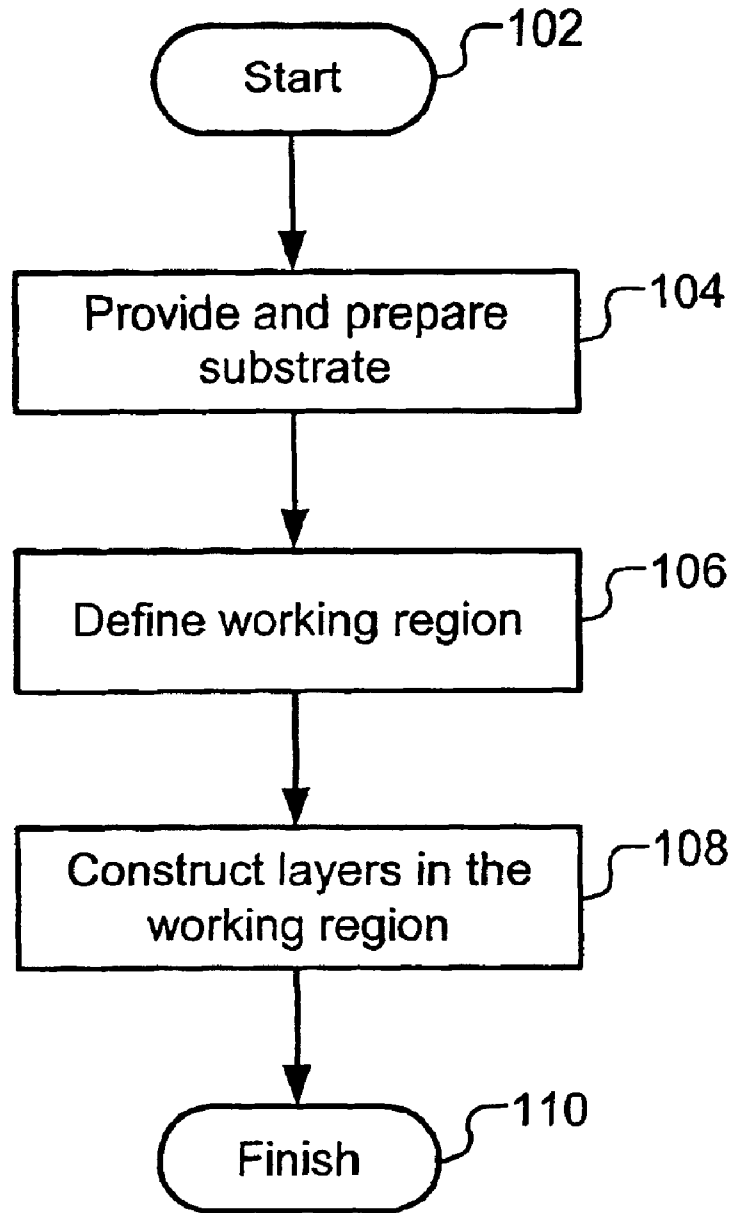 102
Start
104
Provide and prepare
substrate
106
Define working region
108
Construct layers in the
working region
110
Finish